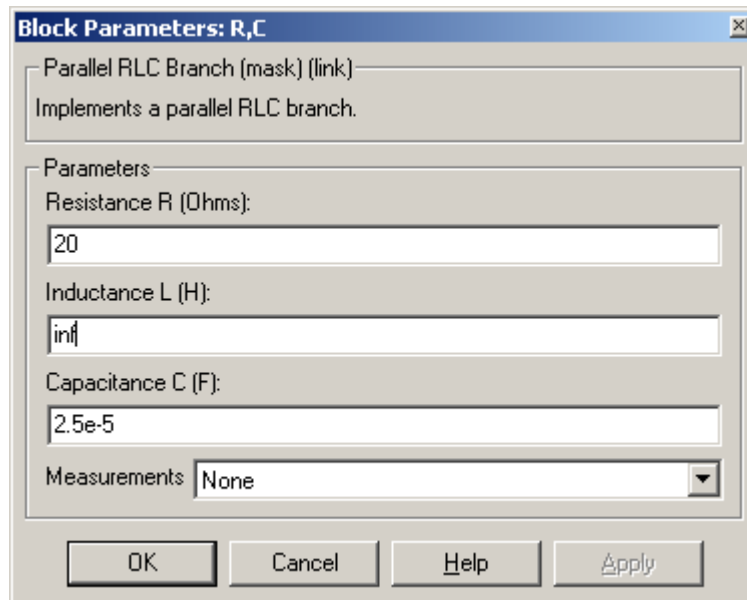 Block Parameters: R,C
Parallel RLC Branch (mask) (link)
Implements a parallel RLC branch.
Parameters
Resistance R (Ohms):
20
Inductance L (H):
inf
Capacitance C (F):
2.5e-5
Measurements None
OK Cancel Help Apply